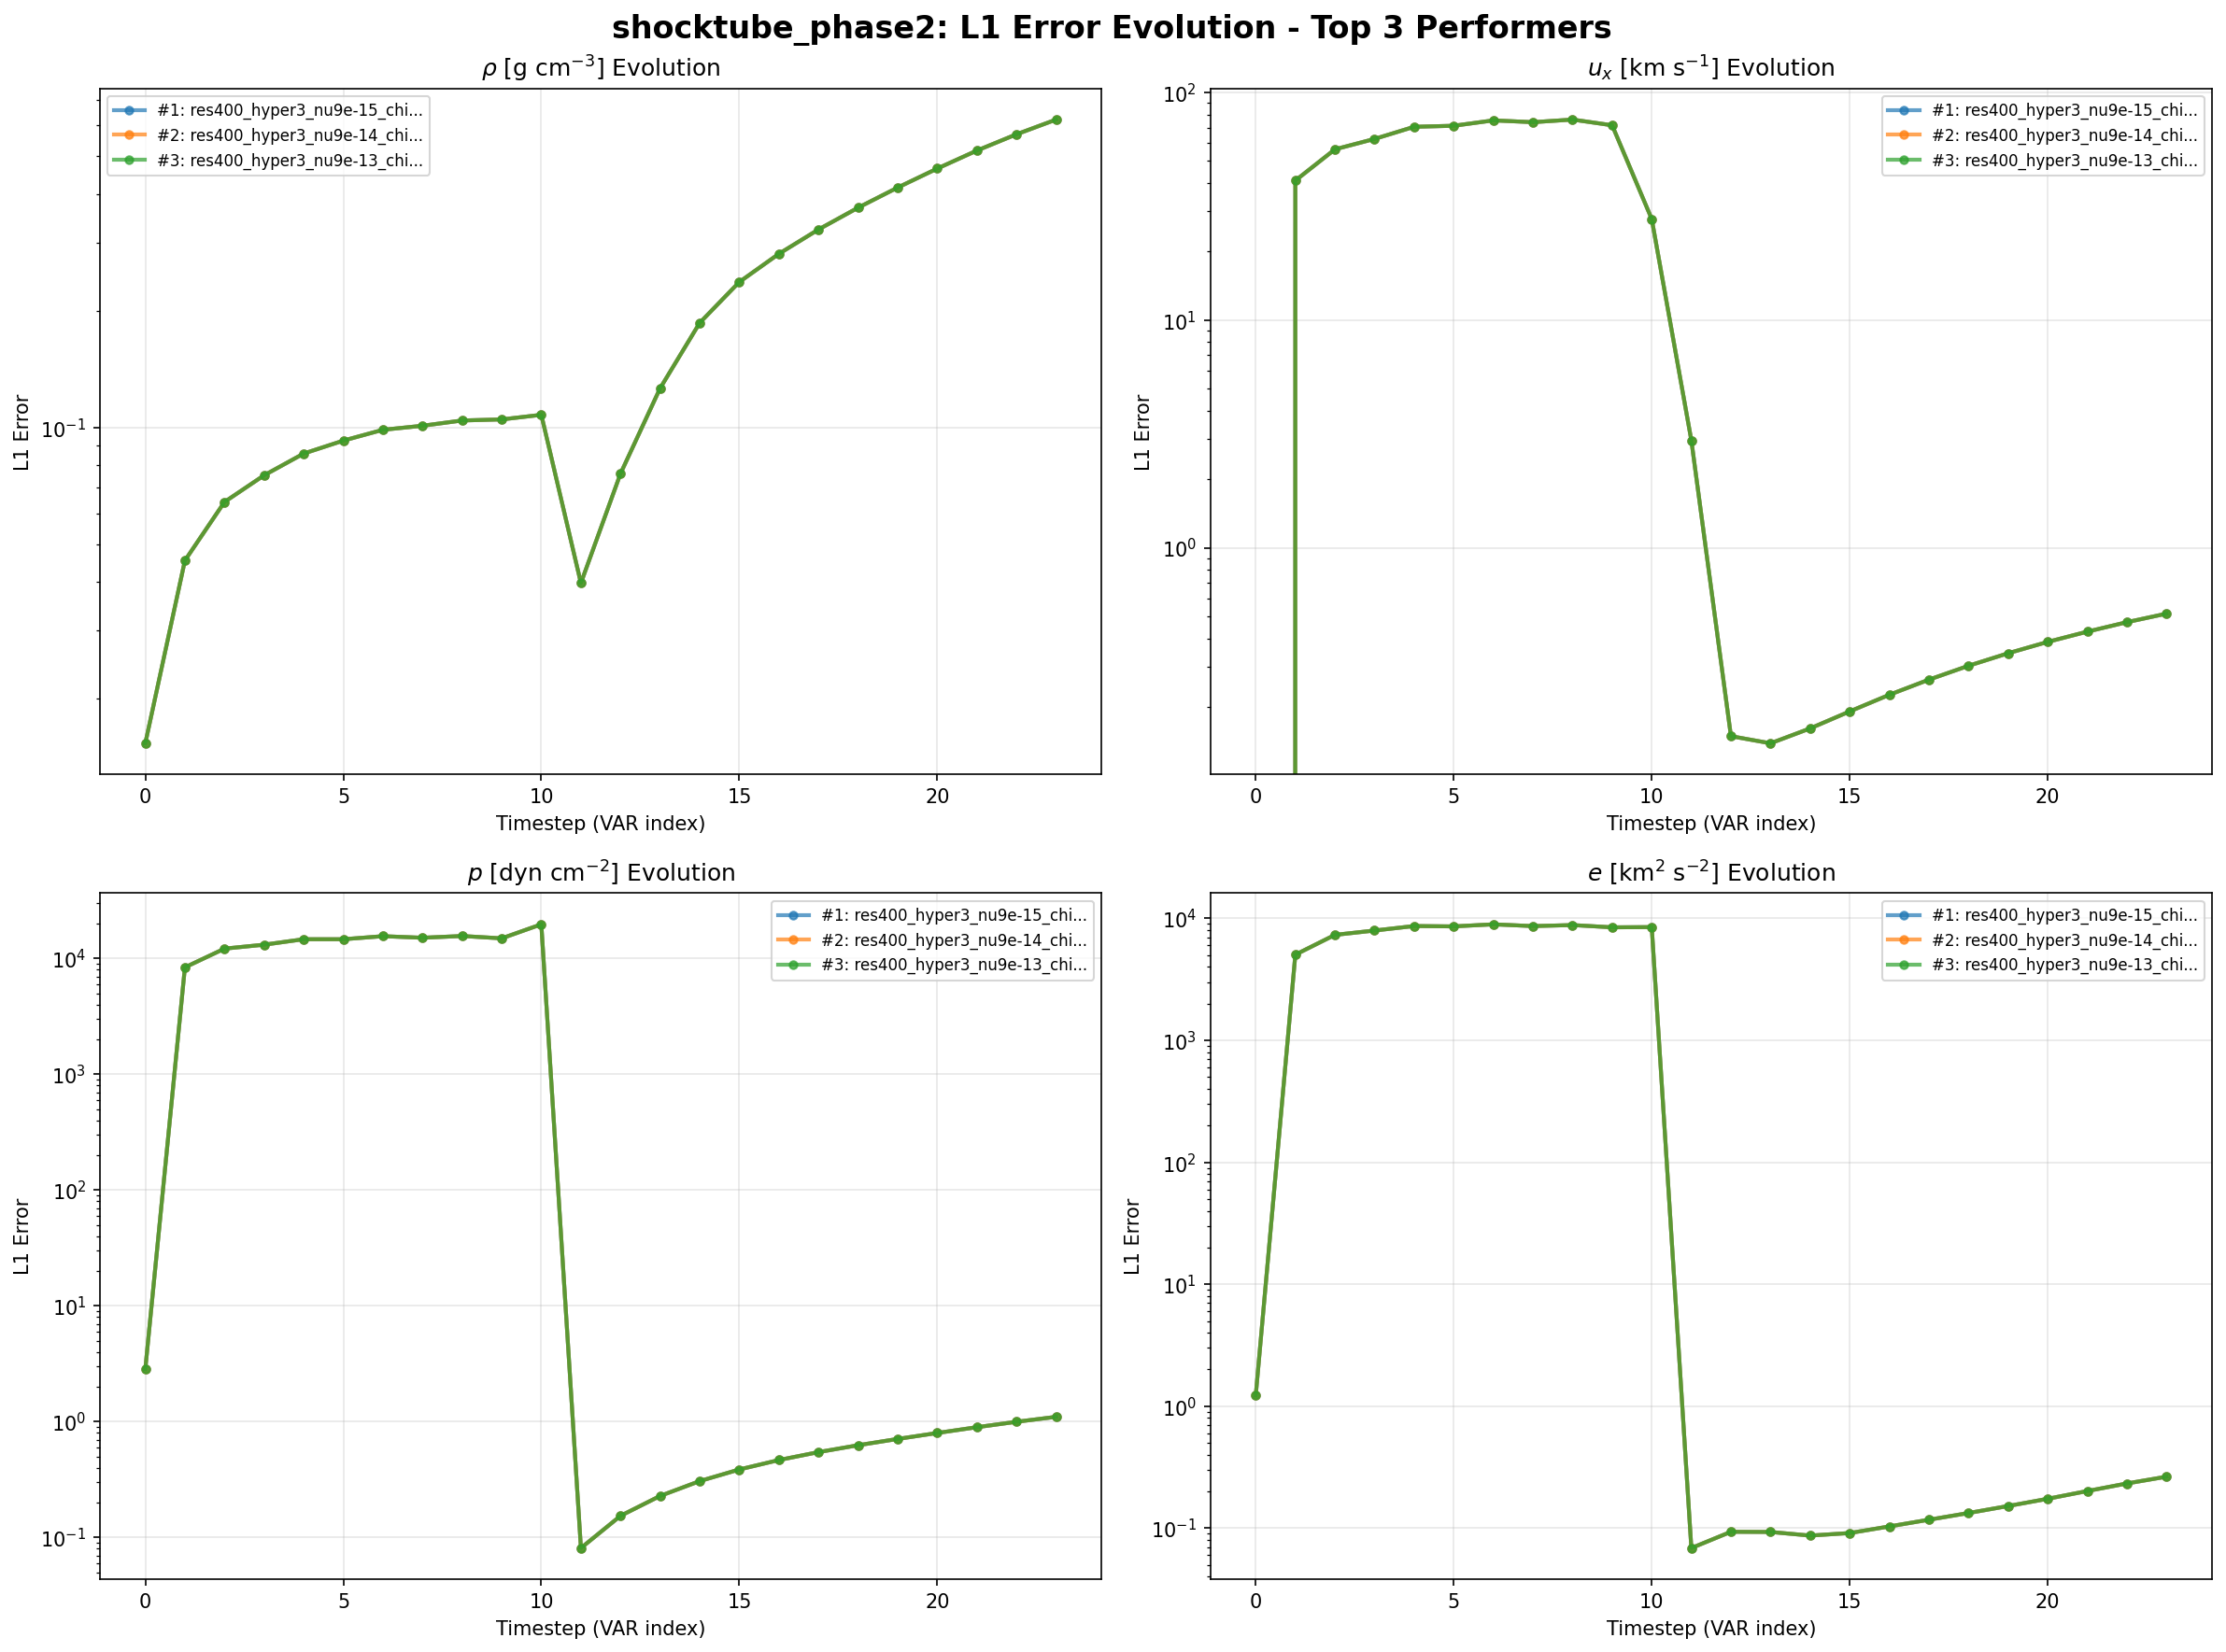 shocktube_phase2: L1 Error Evolution - Top 3 Performers
ρ [g cm⁻³] Evolution
#1: res400_hyper3_nu9e-15_chi...
#2: res400_hyper3_nu9e-14_chi...
#3: res400_hyper3_nu9e-13_chi...
L1 Error
10⁻¹
0 5 10 15 20
Timestep (VAR index)
uₓ [km s⁻¹] Evolution
#1: res400_hyper3_nu9e-15_chi...
#2: res400_hyper3_nu9e-14_chi...
#3: res400_hyper3_nu9e-13_chi...
L1 Error
10²
10¹
10⁰
0 5 10 15 20
Timestep (VAR index)
p [dyn cm⁻²] Evolution
#1: res400_hyper3_nu9e-15_chi...
#2: res400_hyper3_nu9e-14_chi...
#3: res400_hyper3_nu9e-13_chi...
L1 Error
10⁴
10³
10²
10¹
10⁰
10⁻¹
0 5 10 15 20
Timestep (VAR index)
e [km² s⁻²] Evolution
#1: res400_hyper3_nu9e-15_chi...
#2: res400_hyper3_nu9e-14_chi...
#3: res400_hyper3_nu9e-13_chi...
L1 Error
10⁴
10³
10²
10¹
10⁰
10⁻¹
0 5 10 15 20
Timestep (VAR index)